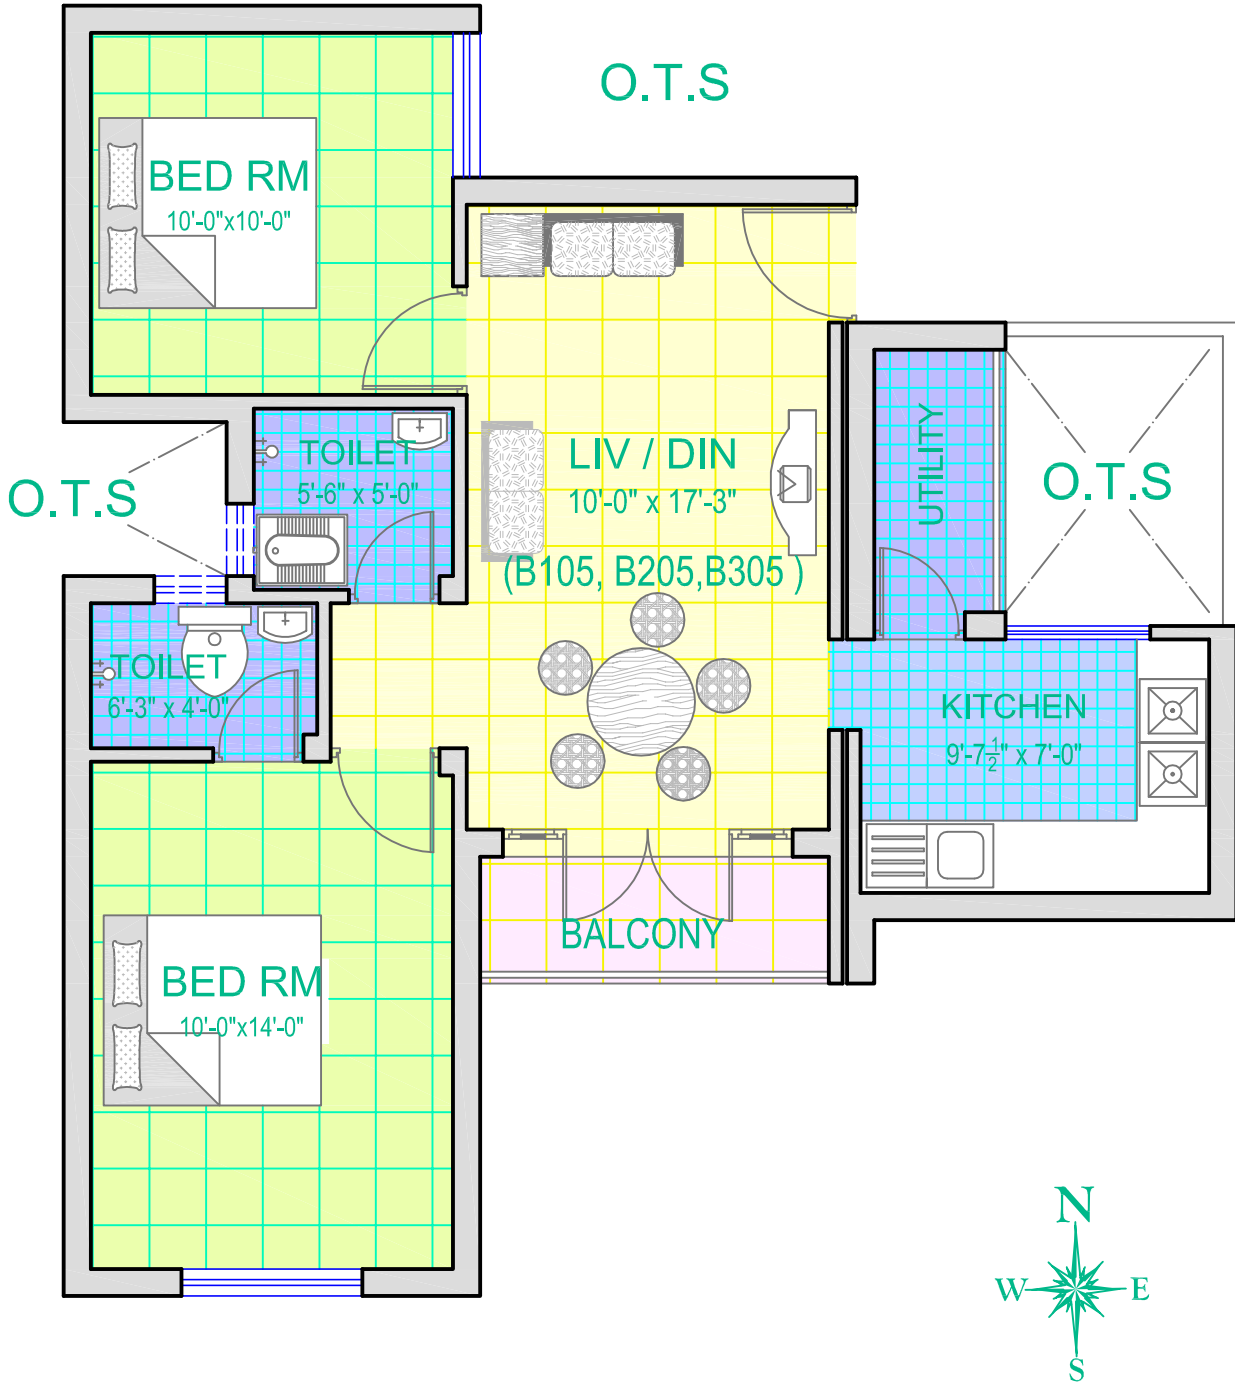 O.T.S
BED RM
10'-0"x10'-0"
TOILET
5'-6" x 5'-0"
LIV / DIN
10'-0" x 17'-3"
(B105, B205,B305 )
UTILITY
O.T.S
O.T.S
TOILET
6'-3" x 4'-0"
KITCHEN
9'-7½" x 7'-0"
BALCONY
BED RM
10'-0"x14'-0"
N
W E
S